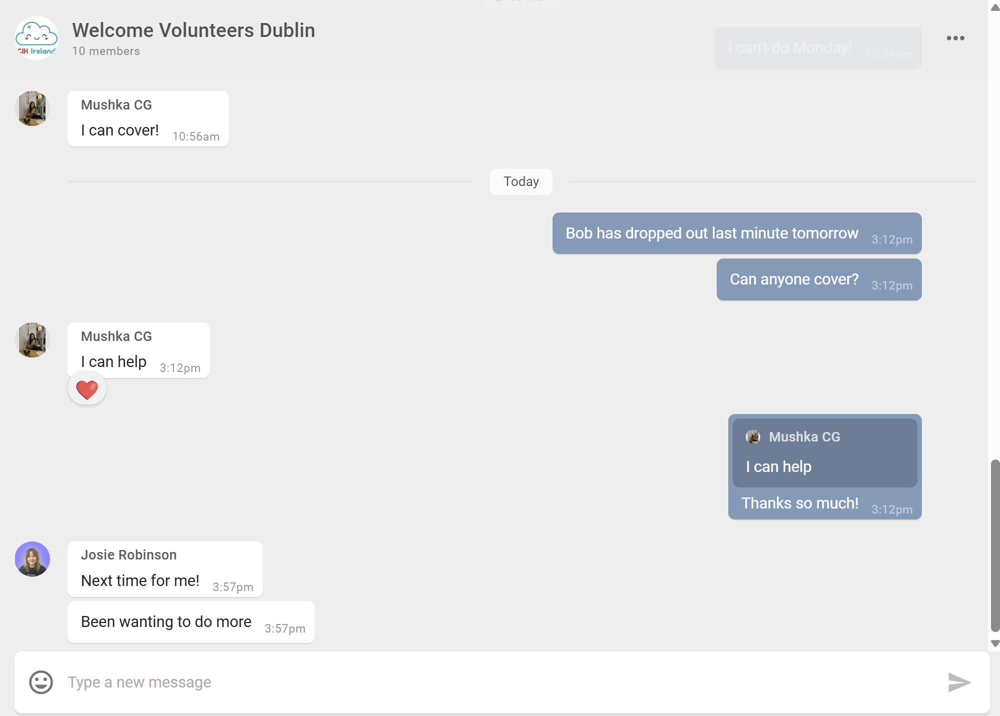 Welcome Volunteers Dublin
10 members
CIH Ireland
I can't do Monday! 10:54am
Mushka CG
I can cover! 10:56am
Today
Bob has dropped out last minute tomorrow 3:12pm
Can anyone cover? 3:12pm
Mushka CG
I can help 3:12pm
Mushka CG
I can help
Thanks so much! 3:12pm
Josie Robinson
Next time for me! 3:57pm
Been wanting to do more 3:57pm
Type a new message